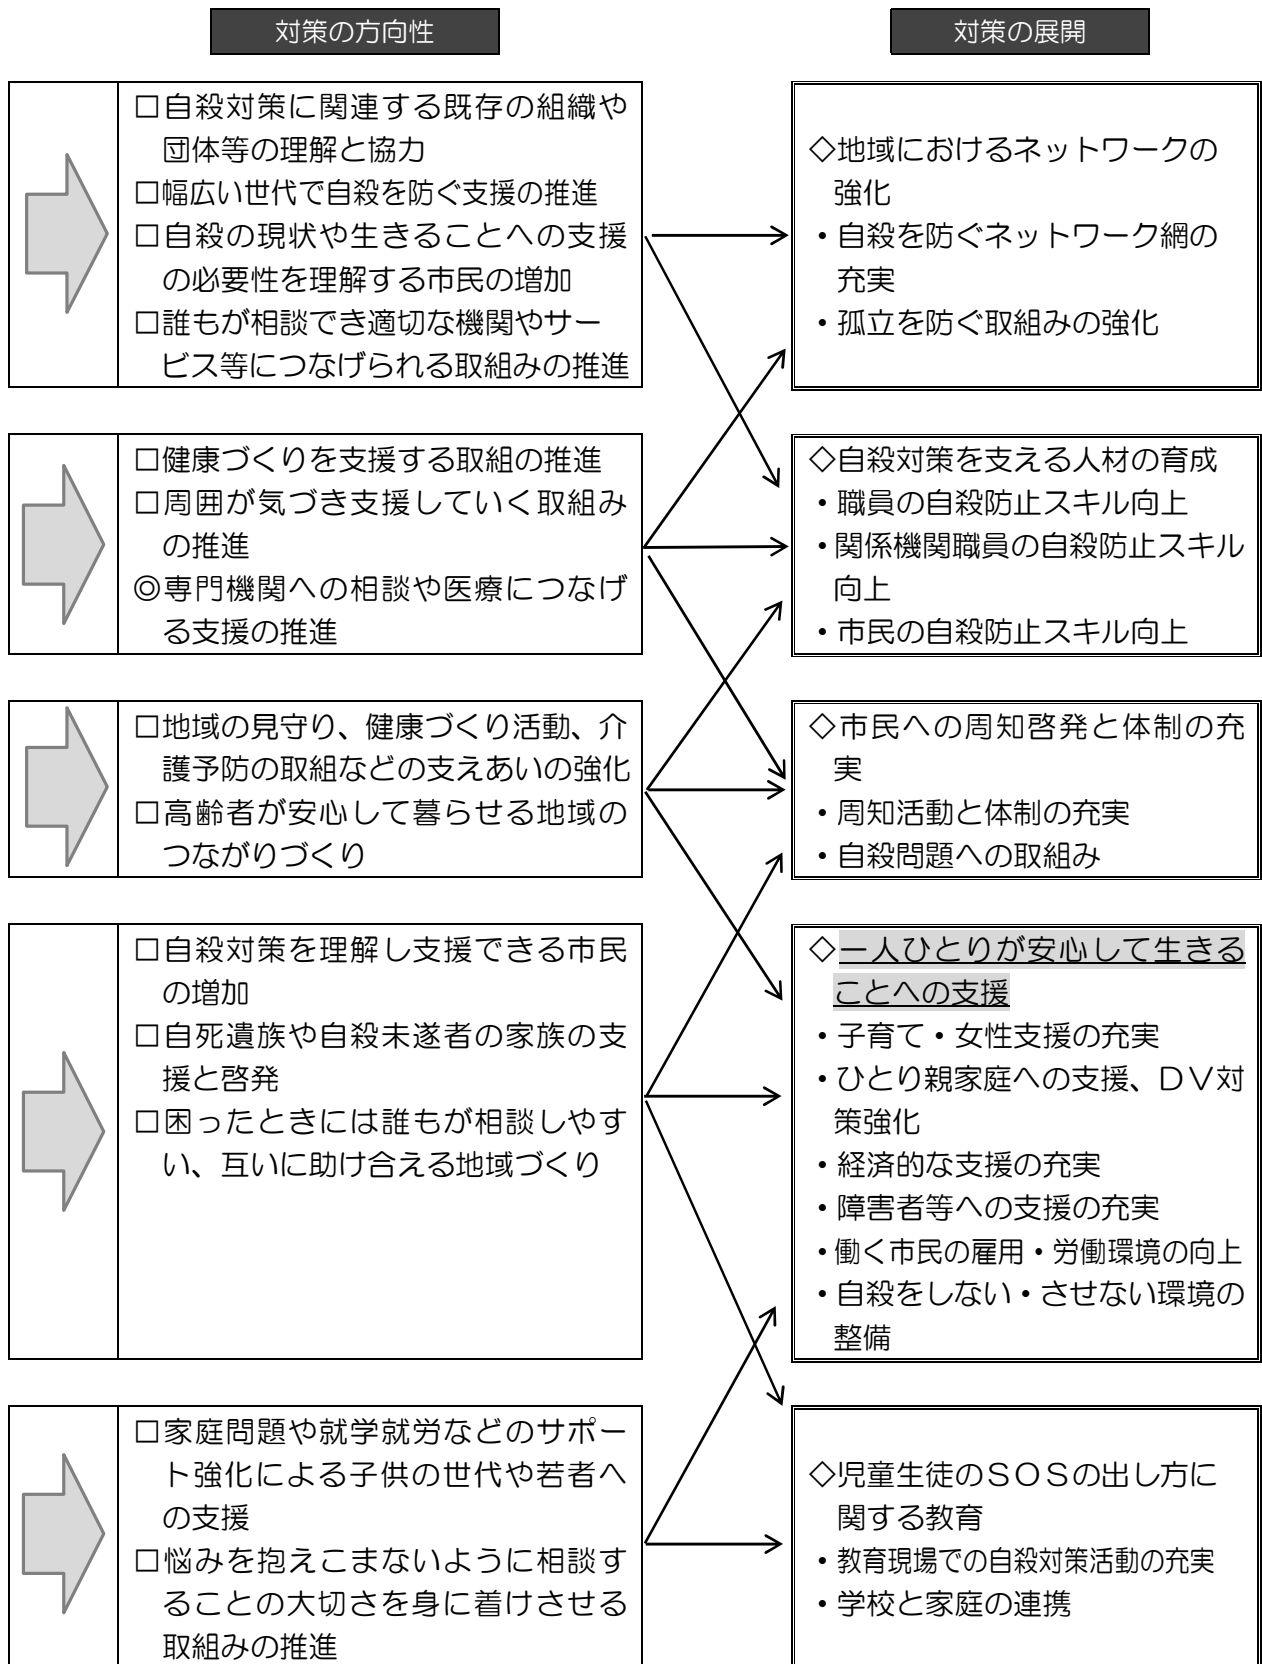 対策の方向性
対策の展開
□自殺対策に関連する既存の組織や
団体等の理解と協力
□幅広い世代で自殺を防ぐ支援の推進
□自殺の現状や生きることへの支援
の必要性を理解する市民の増加
□誰もが相談でき適切な機関やサー
ビス等につなげられる取組みの推進
◇地域におけるネットワークの
強化
・自殺を防ぐネットワーク網の
充実
・孤立を防ぐ取組みの強化
□健康づくりを支援する取組の推進
□周囲が気づき支援していく取組み
の推進
◎専門機関への相談や医療につなげ
る支援の推進
◇自殺対策を支える人材の育成
・職員の自殺防止スキル向上
・関係機関職員の自殺防止スキル
向上
・市民の自殺防止スキル向上
□地域の見守り、健康づくり活動、介
護予防の取組などの支えあいの強化
□高齢者が安心して暮らせる地域の
つながりづくり
◇市民への周知啓発と体制の充
実
・周知活動と体制の充実
・自殺問題への取組み
□自殺対策を理解し支援できる市民
の増加
□自死遺族や自殺未遂者の家族の支
援と啓発
□困ったときには誰もが相談しやす
い、互いに助け合える地域づくり
◇一人ひとりが安心して生きる
ことへの支援
・子育て・女性支援の充実
・ひとり親家庭への支援、ＤＶ対
策強化
・経済的な支援の充実
・障害者等への支援の充実
・働く市民の雇用・労働環境の向上
・自殺をしない・させない環境の
整備
□家庭問題や就学就労などのサポー
ト強化による子供の世代や若者へ
の支援
□悩みを抱えこまないように相談す
ることの大切さを身に着けさせる
取組みの推進
◇児童生徒のＳＯＳの出し方に
関する教育
・教育現場での自殺対策活動の充実
・学校と家庭の連携